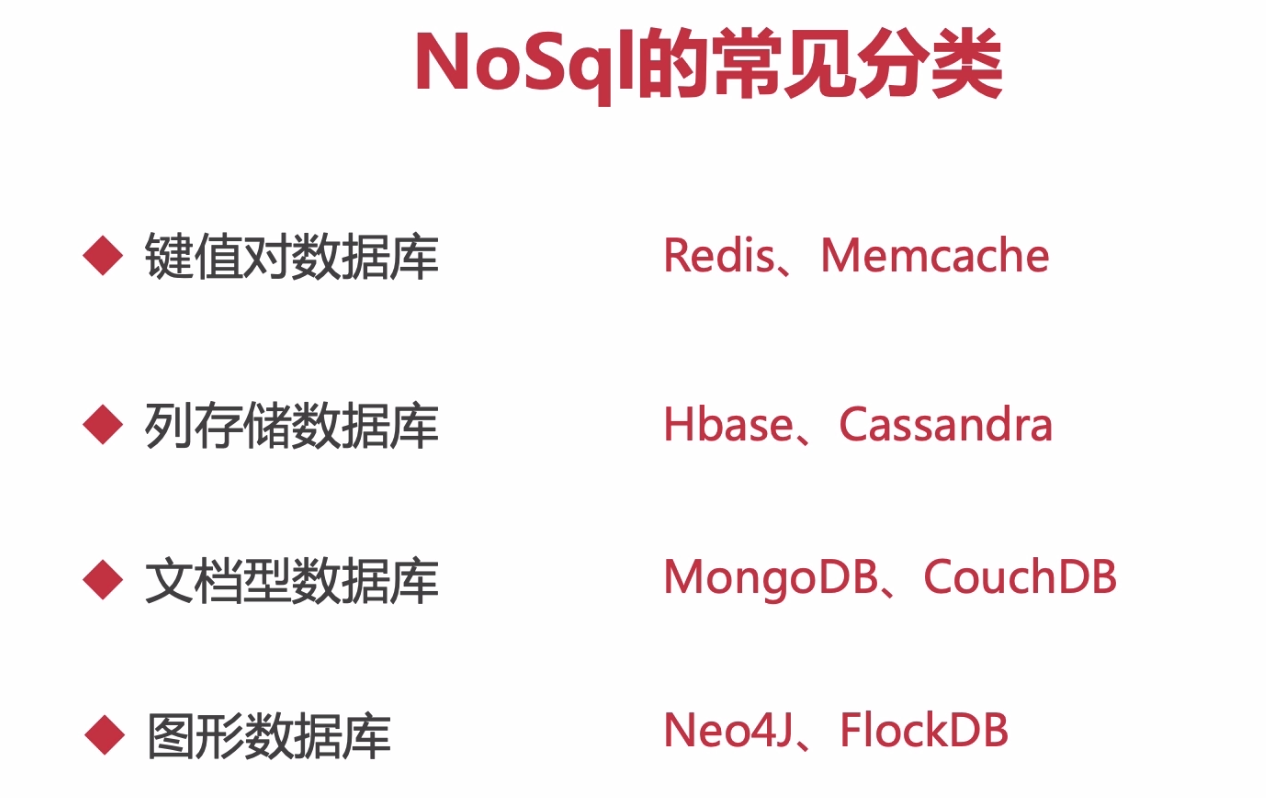 NoSql的常见分类
键值对数据库 Redis、Memcache
列存储数据库 Hbase、Cassandra
文档型数据库 MongoDB、CouchDB
图形数据库 Neo4J、FlockDB